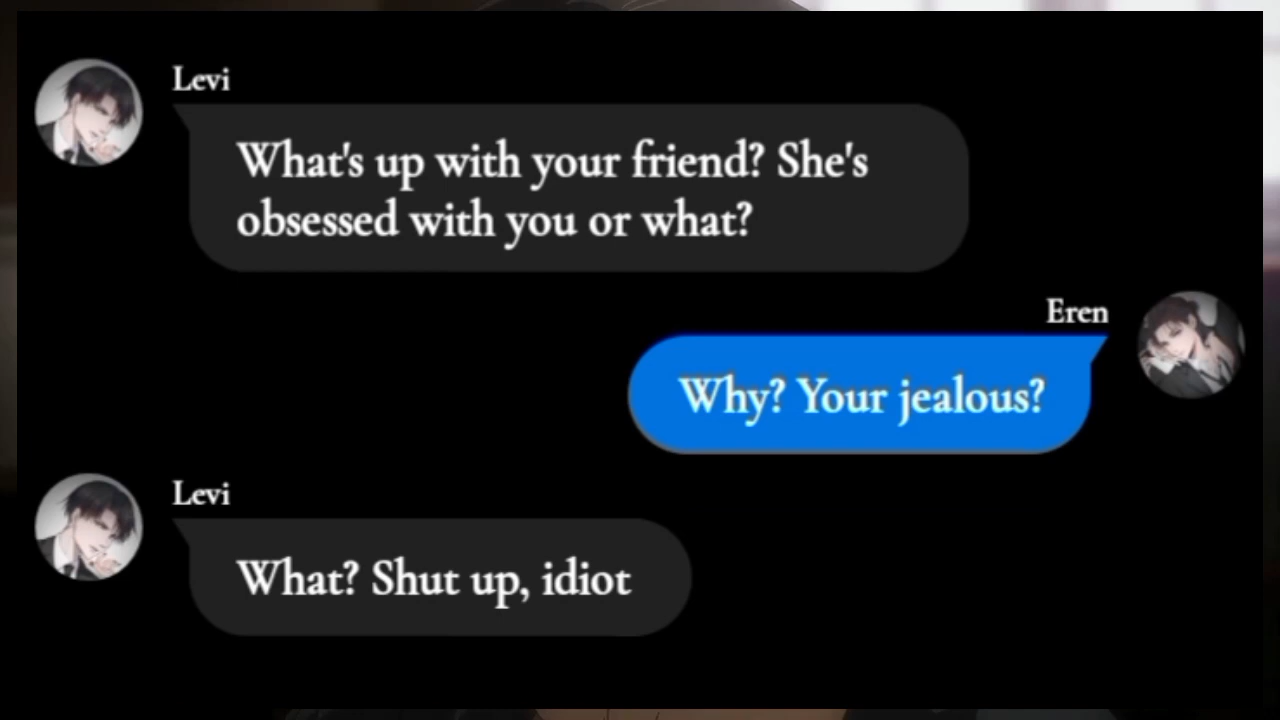 Levi
What's up with your friend? She's
obsessed with you or what?
Eren
Why? Your jealous?
Levi
What? Shut up, idiot